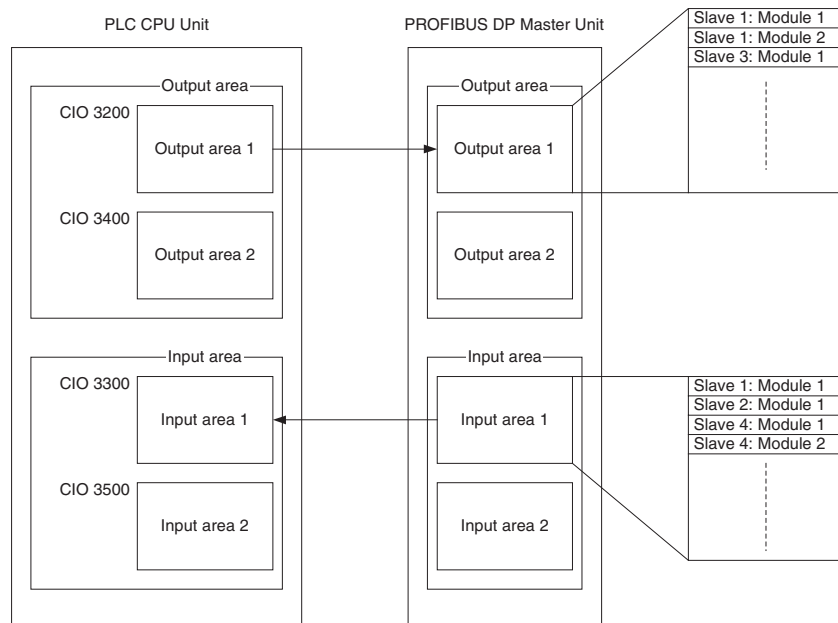 PLC CPU Unit
Output area
CIO 3200
Output area 1
CIO 3400
Output area 2
Input area
CIO 3300
Input area 1
CIO 3500
Input area 2
PROFIBUS DP Master Unit
Output area
Output area 1
Output area 2
Input area
Input area 1
Input area 2
Slave 1: Module 1
Slave 1: Module 2
Slave 3: Module 1
Slave 1: Module 1
Slave 2: Module 1
Slave 4: Module 1
Slave 4: Module 2